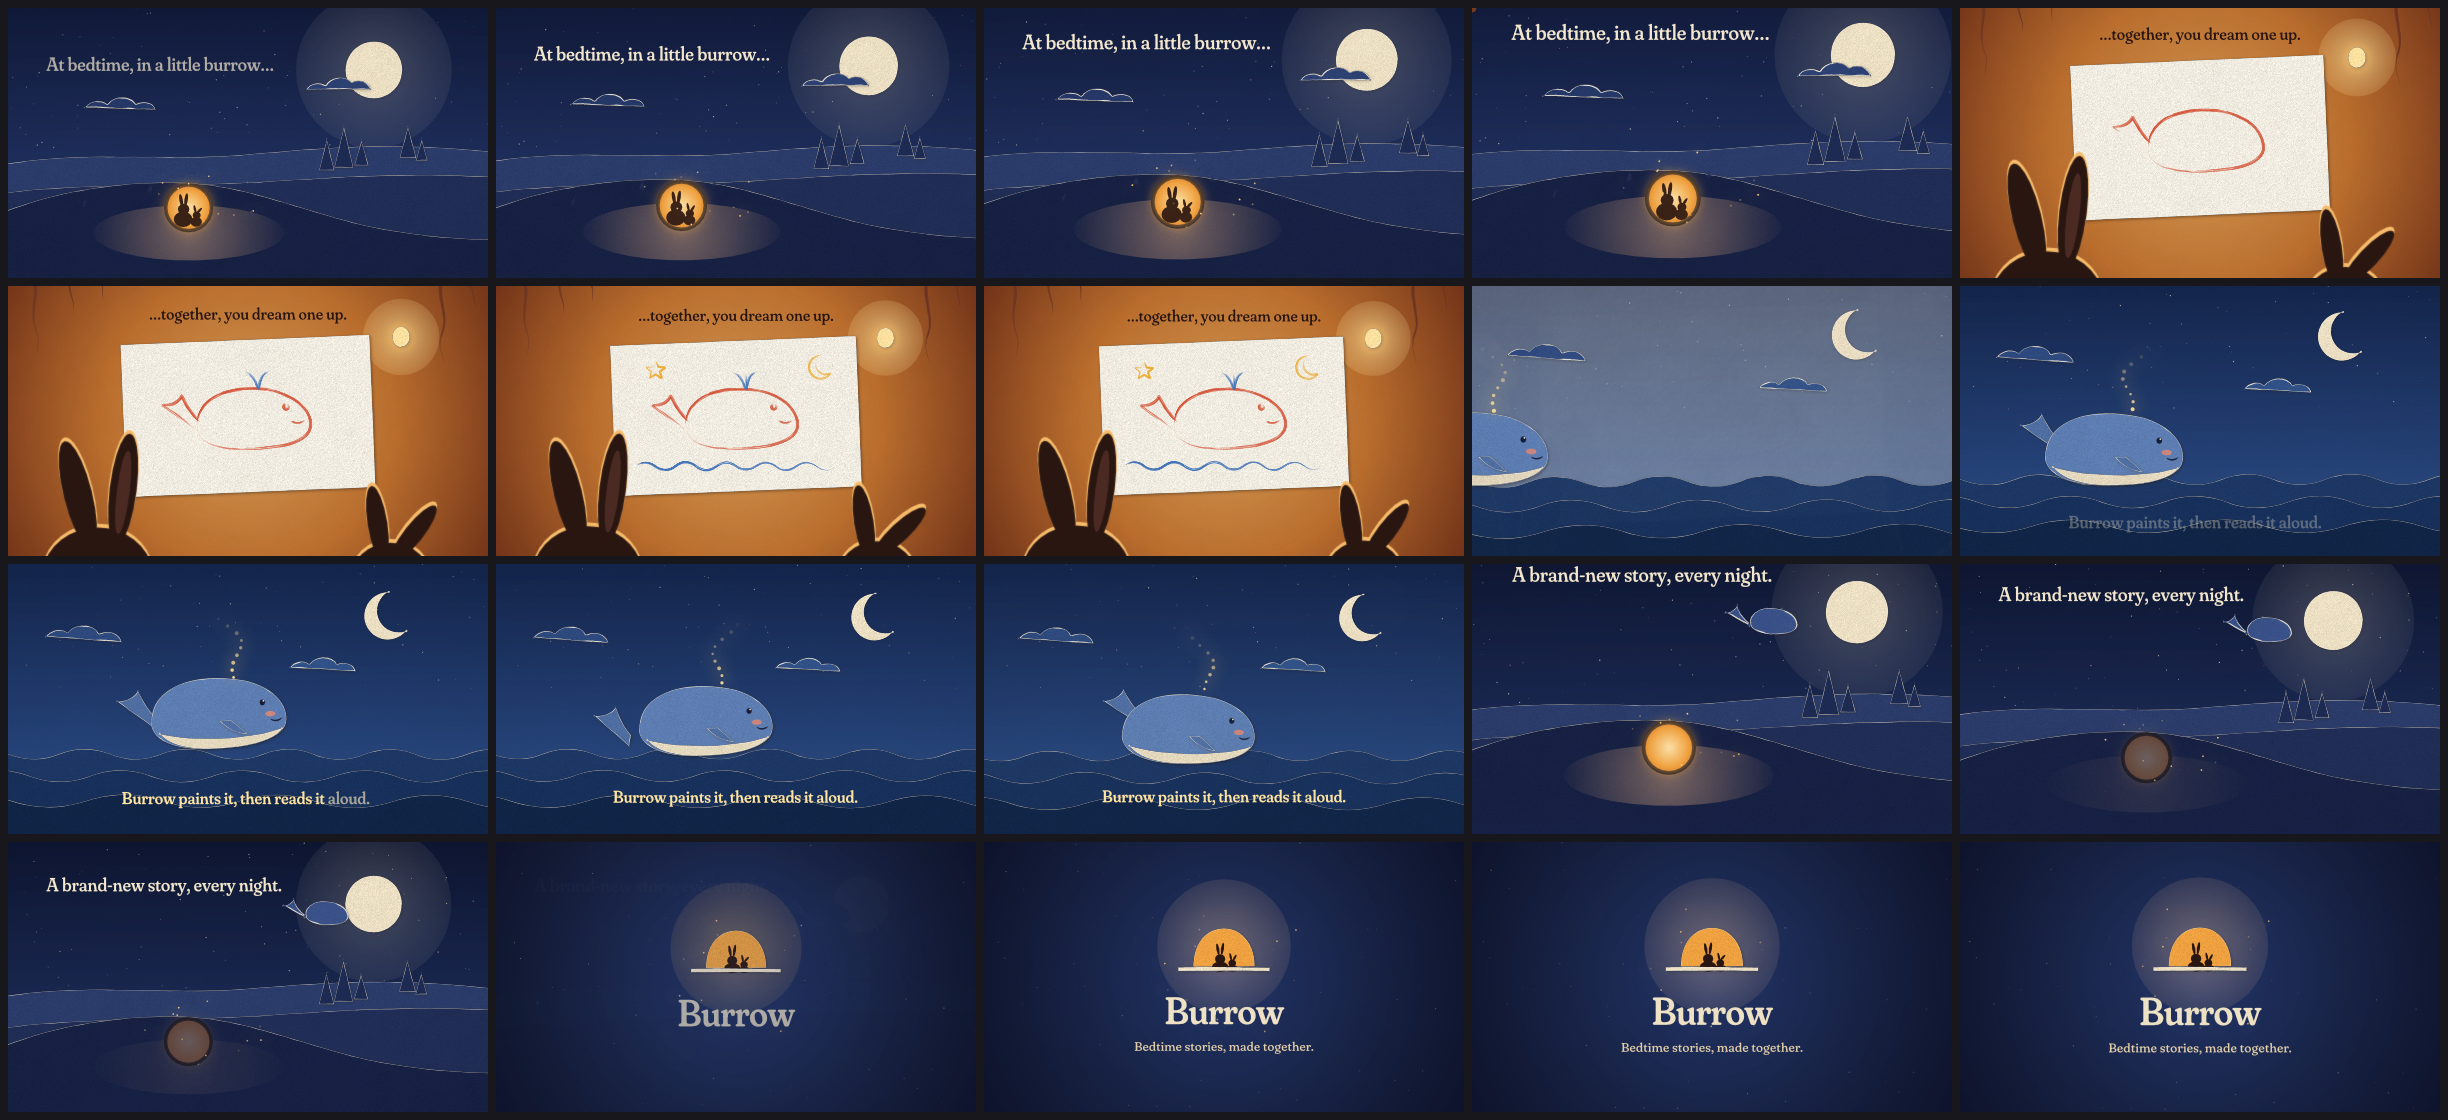 At bedtime, in a little burrow...
At bedtime, in a little burrow...
At bedtime, in a little burrow...
At bedtime, in a little burrow...
...together, you dream one up.
...together, you dream one up.
...together, you dream one up.
...together, you dream one up.
Burrow paints it, then reads it aloud.
Burrow paints it, then reads it aloud.
Burrow paints it, then reads it aloud.
Burrow paints it, then reads it aloud.
A brand-new story, every night.
A brand-new story, every night.
A brand-new story, every night.
A brand-new story, every night.
Burrow
Burrow
Bedtime stories, made together.
Burrow
Bedtime stories, made together.
Burrow
Bedtime stories, made together.